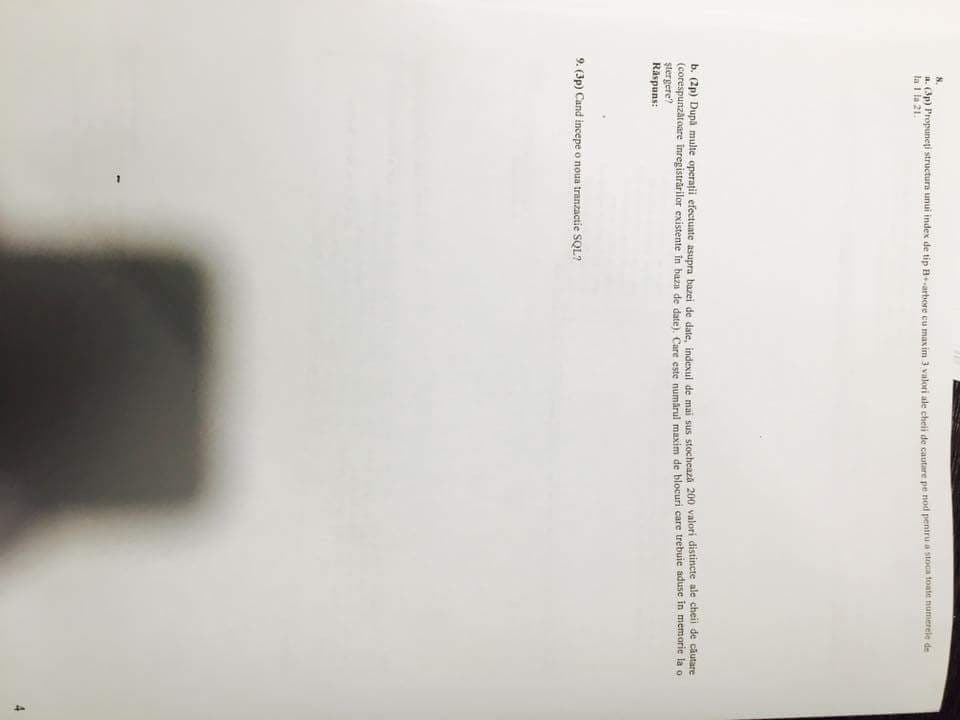 8.
a. (3p) Propuneți structura unui index de tip B+-arbore cu maxim 3 valori ale cheii de cautare pe nod pentru a stoca toate numerele de
la 1 la 21.
b. (2p) După multe operații efectuate asupra bazei de date, indexul de mai sus stochează 200 valori distincte ale cheii de căutare
(corespunzătoare înregistrărilor existente în baza de date). Care este numărul maxim de blocuri care trebuie aduse în memorie la o
ștergere?
Răspuns:
9. (3p) Cand incepe o noua tranzactie SQL?
4